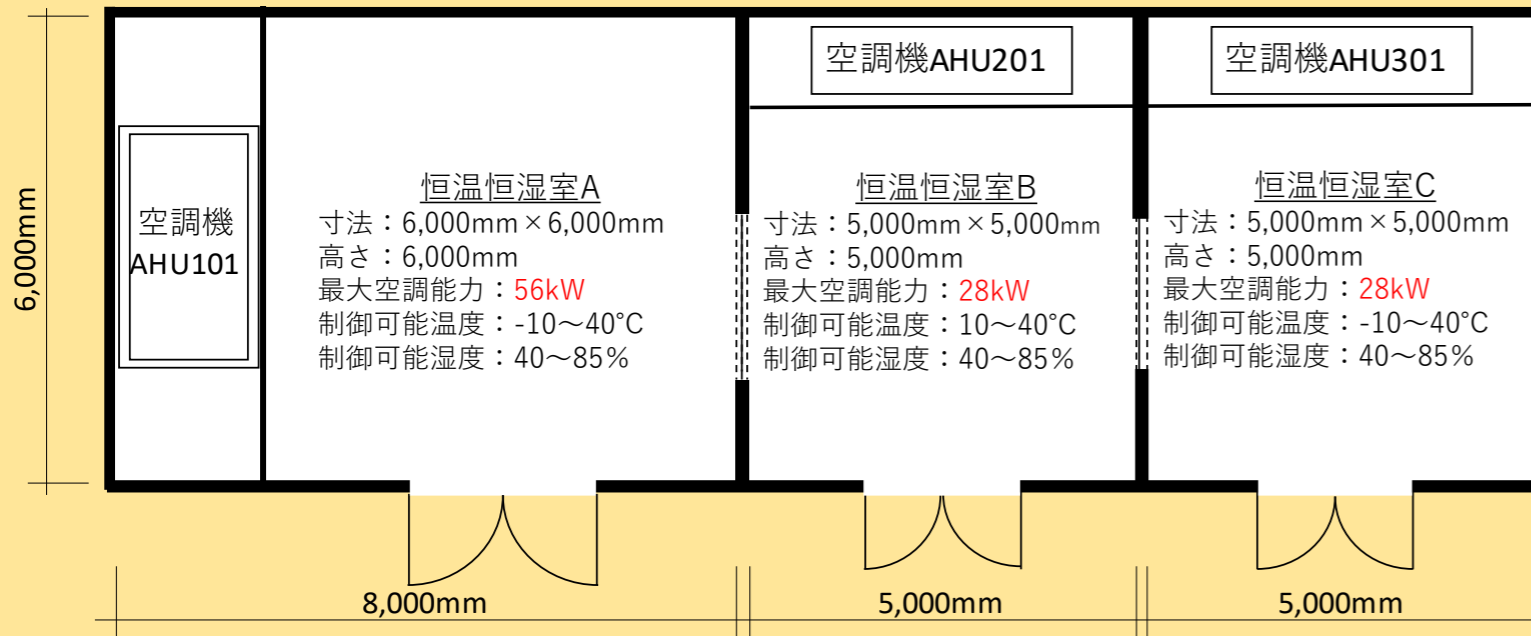 空調機AHU201
空調機AHU301
6,000mm
空調機
AHU101
恒温恒湿室A
寸法：6,000mm×6,000mm
高さ：6,000mm
最大空調能力：56kW
制御可能温度：-10～40℃
制御可能湿度：40～85%
恒温恒湿室B
寸法：5,000mm×5,000mm
高さ：5,000mm
最大空調能力：28kW
制御可能温度：10～40℃
制御可能湿度：40～85%
恒温恒湿室C
寸法：5,000mm×5,000mm
高さ：5,000mm
最大空調能力：28kW
制御可能温度：-10～40℃
制御可能湿度：40～85%
8,000mm
5,000mm
5,000mm